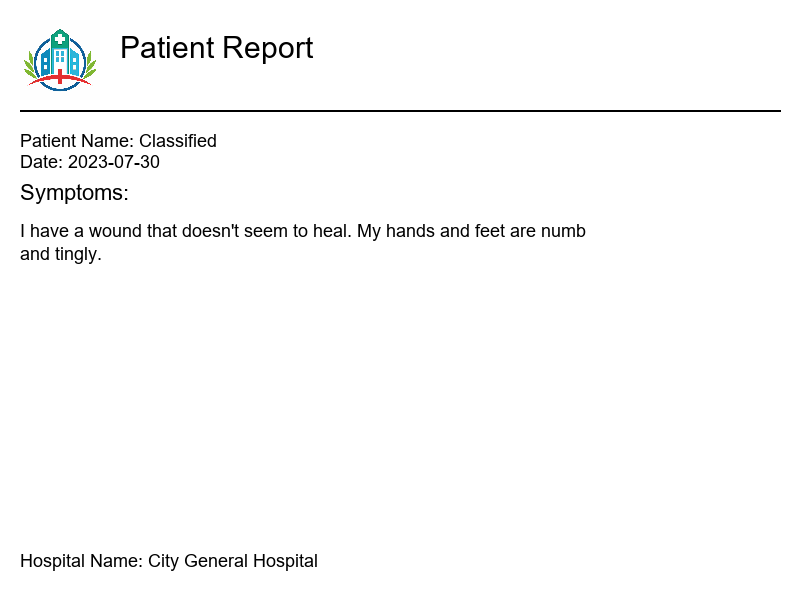 Patient Report
Patient Name: Classified
Date: 2023-07-30
Symptoms:
I have a wound that doesn't seem to heal. My hands and feet are numb
and tingly.
Hospital Name: City General Hospital